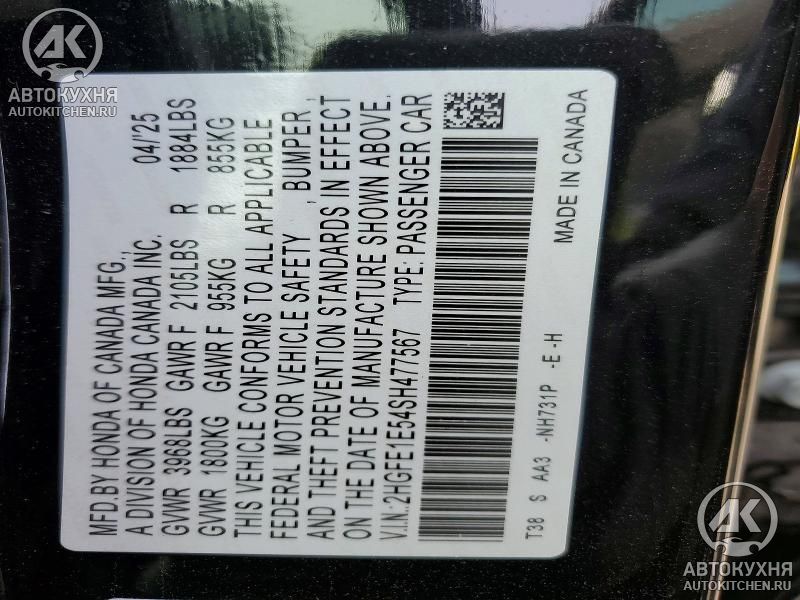 AK
АВТОКУХНЯ
AUTOKITCHEN.RU
MFD.BY HONDA OF CANADA MFG., 04/25
A DIVISION OF HONDA CANADA INC.
GVWR 3968LBS GAWR F 2105LBS R 1884LBS
GVWR 1800KG GAWR F 955KG R 855KG
THIS VEHICLE CONFORMS TO ALL APPLICABLE
FEDERAL MOTOR VEHICLE SAFETY , BUMPER ,
AND THEFT PREVENTION STANDARDS IN EFFECT
ON THE DATE OF MANUFACTURE SHOWN ABOVE.
V.I.N.:2HGFE1E54SH477567 TYPE: PASSENGER CAR
T38 S AA3 -NH731P -E -H
MADE IN CANADA
AK
АВТОКУХНЯ
AUTOKITCHEN.RU